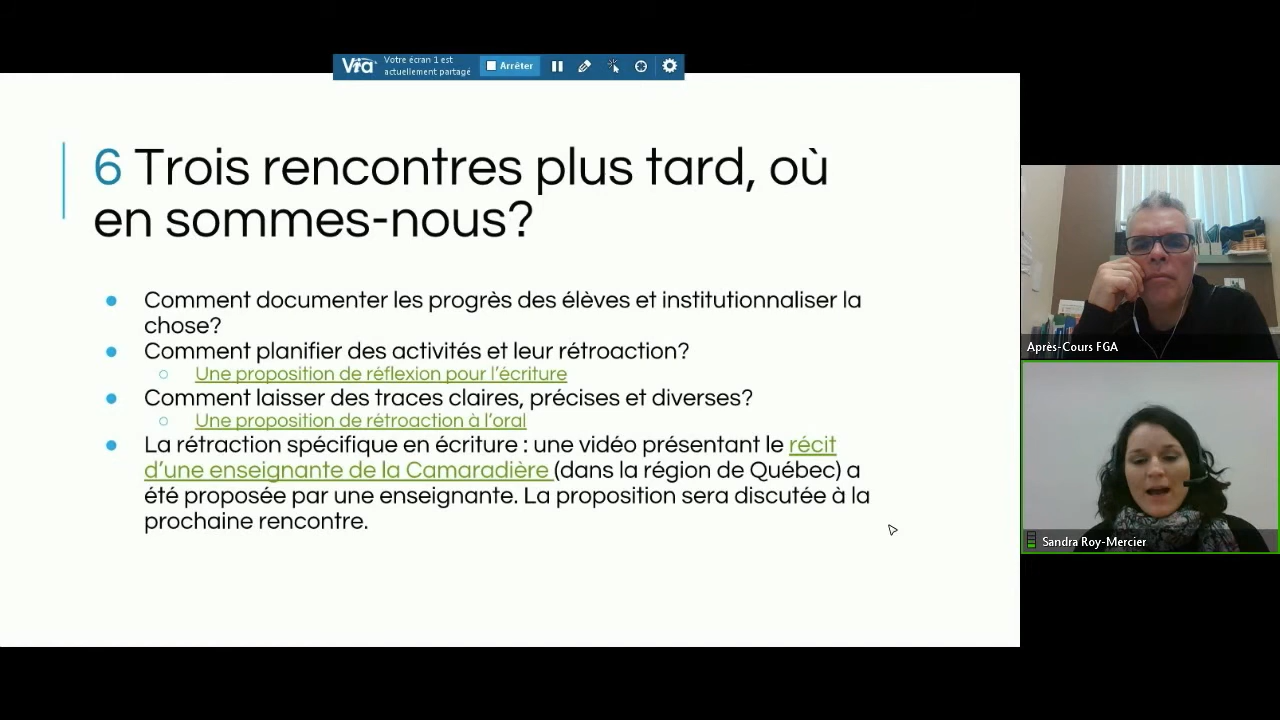 Via
Votre écran 1 est
actuellement partagé
Arrêter
6 Trois rencontres plus tard, où
en sommes-nous?
Comment documenter les progrès des élèves et institutionnaliser la
chose?
Comment planifier des activités et leur rétroaction?
Une proposition de réflexion pour l'écriture
Comment laisser des traces claires, précises et diverses?
Une proposition de rétroaction à l'oral
La rétraction spécifique en écriture : une vidéo présentant le récit
d'une enseignante de la Camaradière (dans la région de Québec) a
été proposée par une enseignante. La proposition sera discutée à la
prochaine rencontre.
Après-Cours FGA
Sandra Roy-Mercier